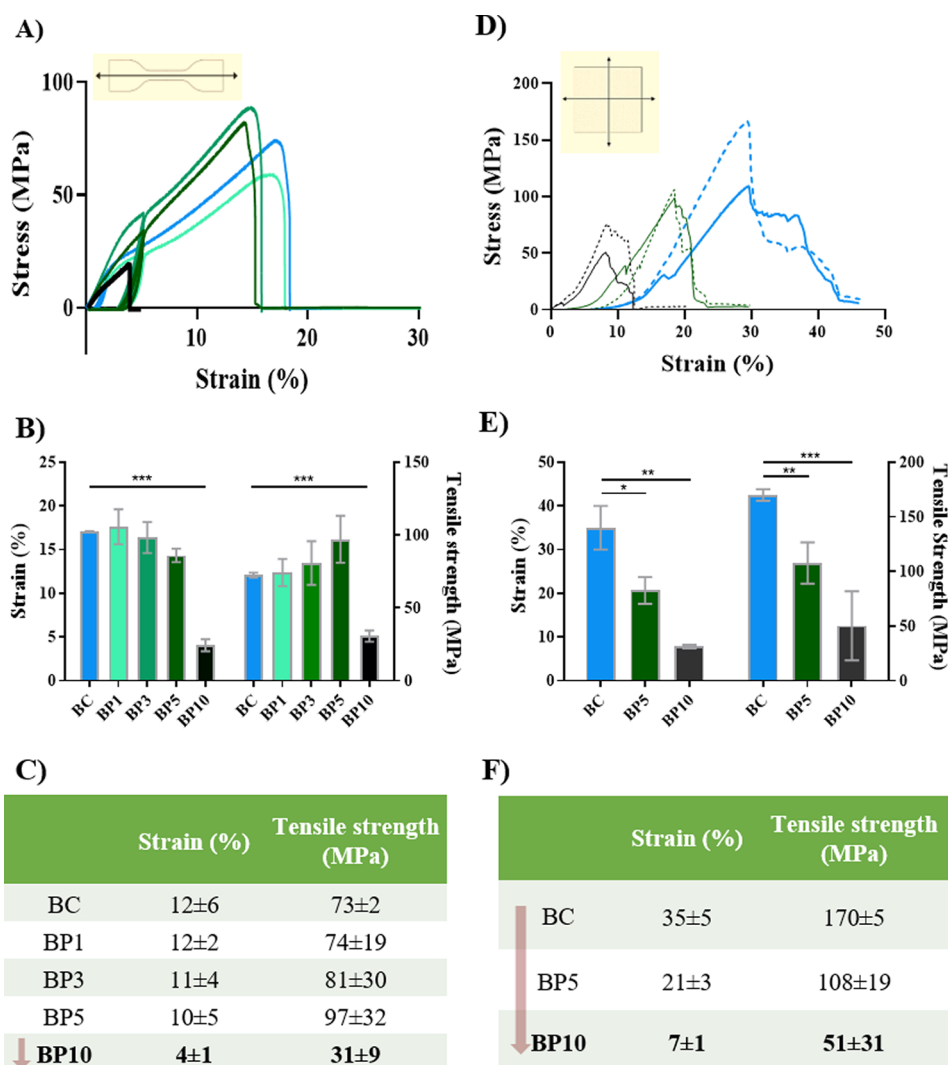 A)
100
50
0
10
20
30
Stress (MPa)
Strain (%)
D)
200
150
100
50
0
0
10
20
30
40
50
Stress (MPa)
Strain (%)
B)
25
20
15
10
5
0
Strain (%)
***
***
150
100
50
0
Tensile strength (MPa)
BC
BP1
BP3
BP5
BP10
BC
BP1
BP3
BP5
BP10
E)
50
40
30
20
10
0
Strain (%)
**
*
***
**
200
150
100
50
0
Tensile Strength (MPa)
BC
BP5
BP10
BC
BP5
BP10
C)
Strain (%) Tensile strength
(MPa)
BC 12±6 73±2
BP1 12±2 74±19
BP3 11±4 81±30
BP5 10±5 97±32
BP10 4±1 31±9
F)
Strain (%) Tensile strength
(MPa)
BC 35±5 170±5
BP5 21±3 108±19
BP10 7±1 51±31